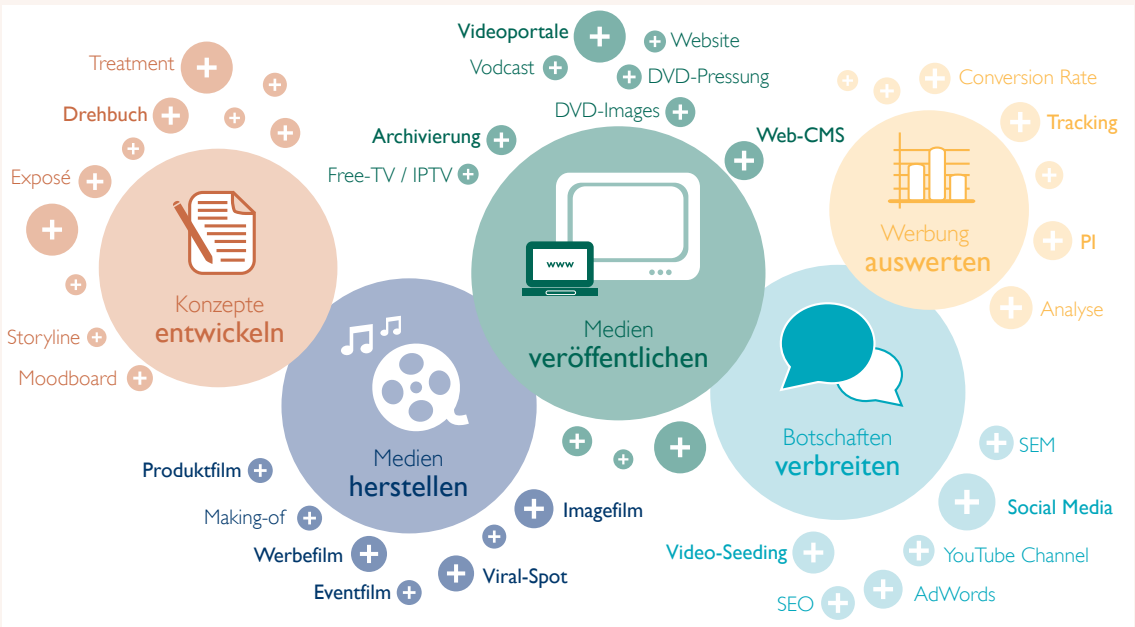 Treatment
Drehbuch
Exposé
Storyline
Moodboard
Konzepte
entwickeln
Produktfilm
Making-of
Werbefilm
Eventfilm
Viral-Spot
Imagefilm
Medien
herstellen
Videoportale
Vodcast
Website
DVD-Pressung
DVD-Images
Archivierung
Free-TV / IPTV
Web-CMS
www
Medien
veröffentlichen
Botschaften
verbreiten
SEM
Social Media
YouTube Channel
AdWords
SEO
Video-Seeding
Conversion Rate
Tracking
PI
Analyse
Werbung
auswerten